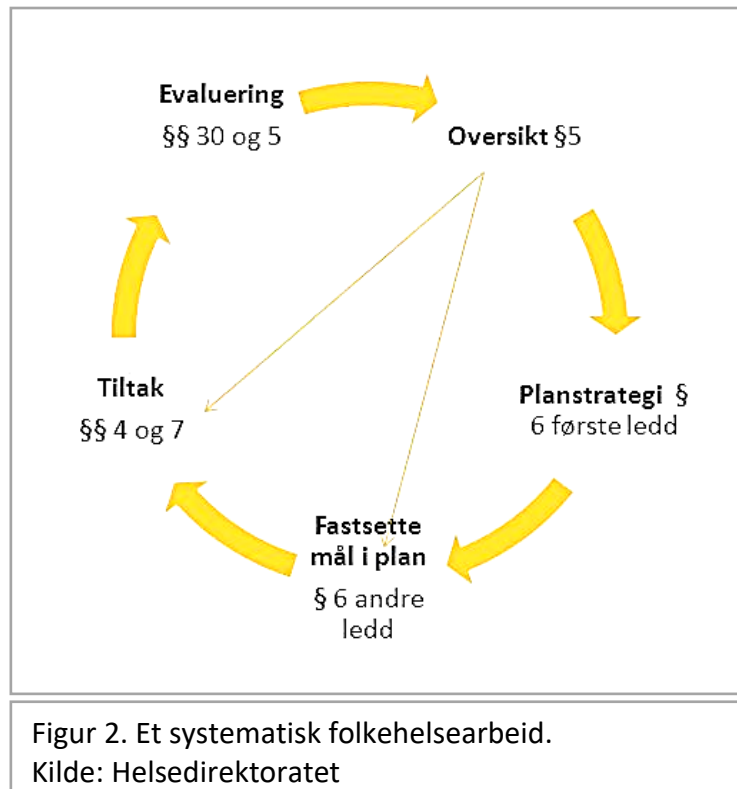 Evaluering
§§ 30 og 5
Oversikt §5
Planstrategi §
6 første ledd
Fastsette
mål i plan
§ 6 andre
ledd
Tiltak
§§ 4 og 7
Figur 2. Et systematisk folkehelsearbeid.
Kilde: Helsedirektoratet